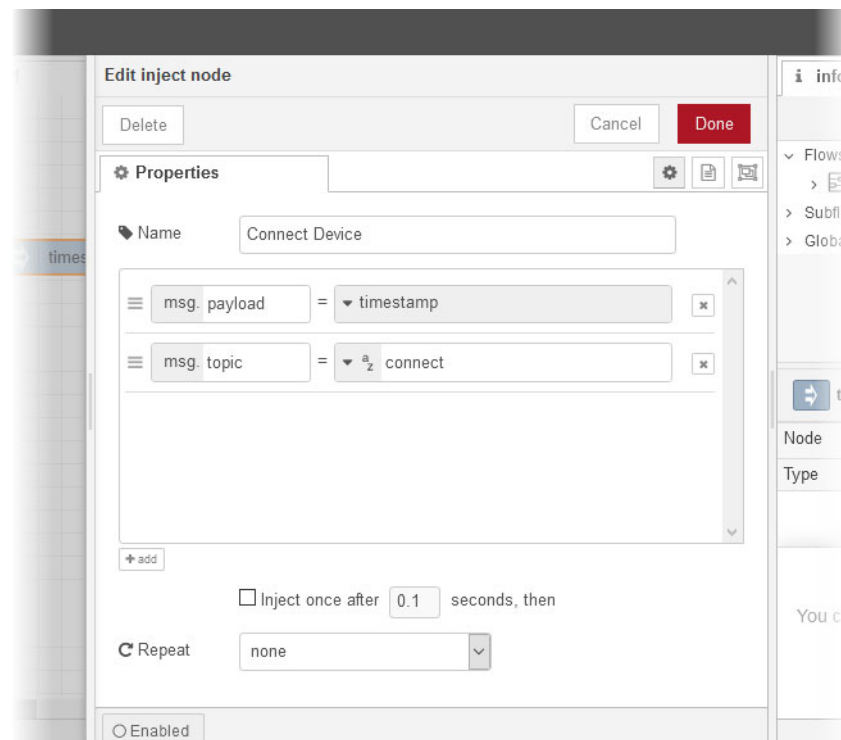 Edit inject node
i info
Delete
Cancel
Done
Properties
Flows
Subfl
Globa
Name
Connect Device
times
msg. payload = timestamp
msg. topic = a z connect
t
Node
Type
+ add
Inject once after 0.1 seconds, then
You c
Repeat
none
Enabled